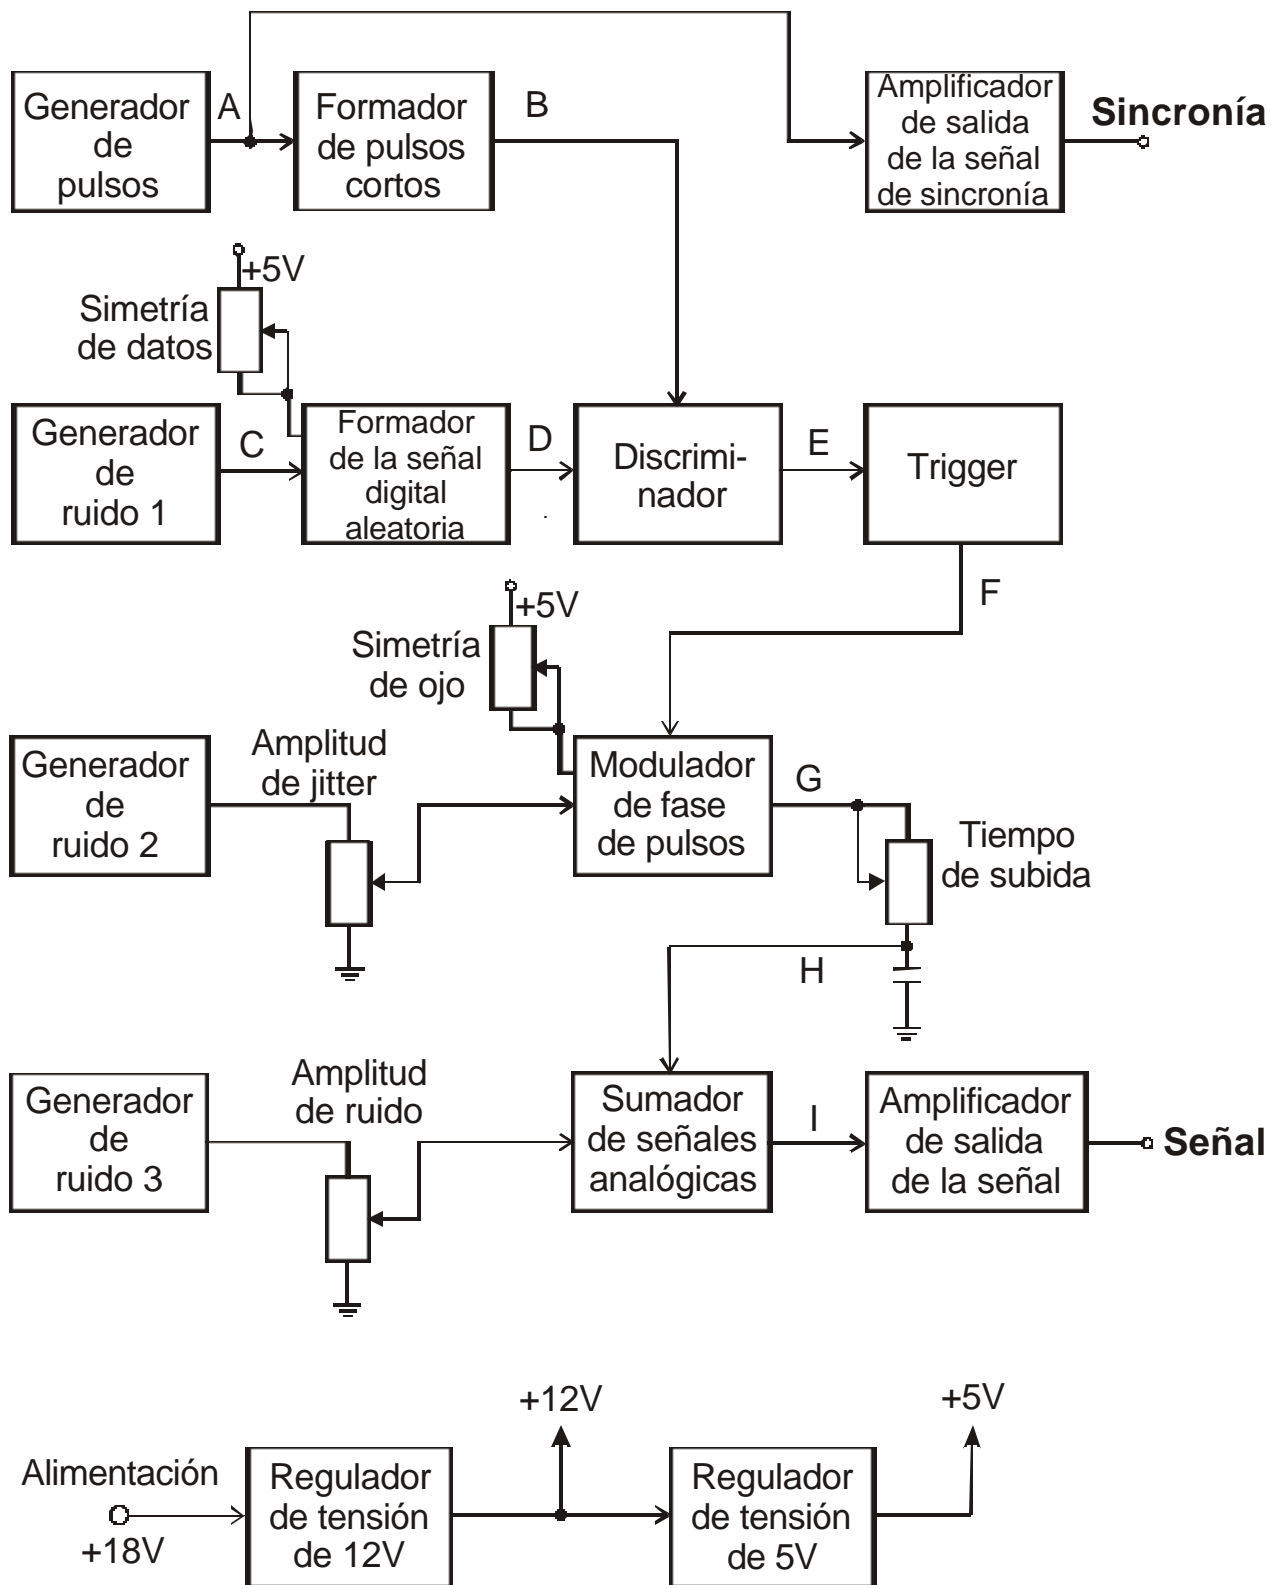 Generador
de
pulsos
A
Formador
de pulsos
cortos
B
Amplificador
de salida
de la señal
de sincronía
Sincronía
+5V
Simetría
de datos
Generador
de
ruido 1
C
Formador
de la señal
digital
aleatoria
D
Discrimi-
nador
E
Trigger
F
+5V
Simetría
de ojo
Generador
de
ruido 2
Amplitud
de jitter
Modulador
de fase
de pulsos
G
Tiempo
de subida
H
Generador
de
ruido 3
Amplitud
de ruido
Sumador
de señales
analógicas
I
Amplificador
de salida
de la señal
Señal
Alimentación
+18V
Regulador
de tensión
de 12V
+12V
Regulador
de tensión
de 5V
+5V